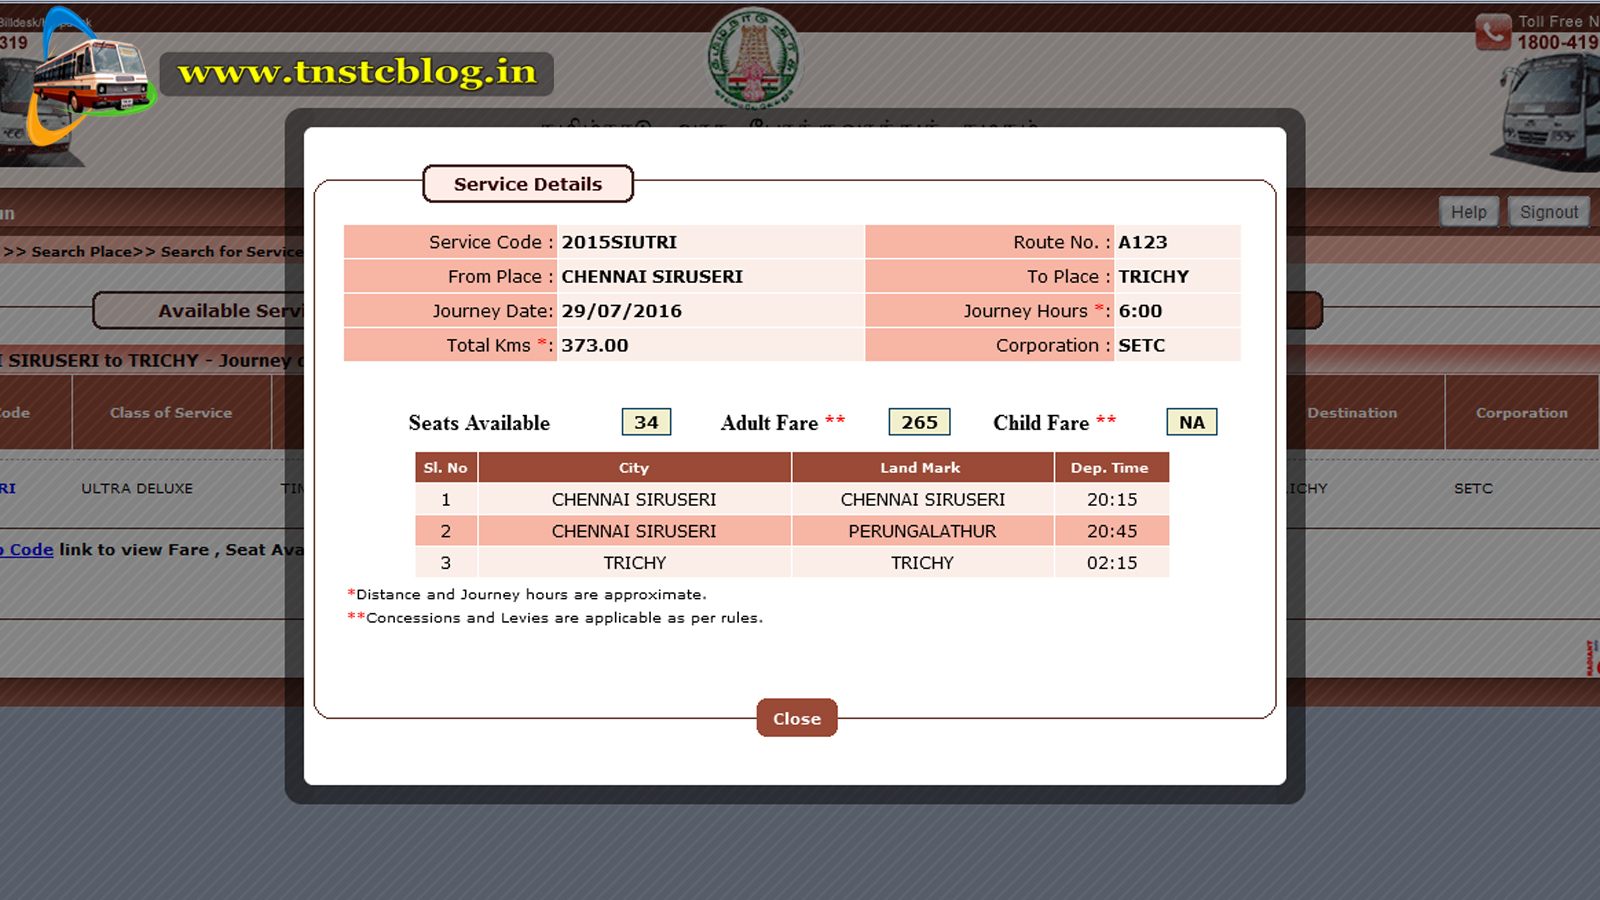 319
www.tnstcblog.in
Toll Free N
1800-419
Help
Signout
>> Search Place>> Search for Service
Available Servi
SIRUSERI to TRICHY - Journey
Class of Service
Destination
Corporation
RI
ULTRA DELUXE
ICHY
SETC
Code link to view Fare , Seat Ava
Service Details
Service Code : 2015SIUTRI
Route No. : A123
From Place : CHENNAI SIRUSERI
To Place : TRICHY
Journey Date: 29/07/2016
Journey Hours *: 6:00
Total Kms *: 373.00
Corporation : SETC
Seats Available 34 Adult Fare ** 265 Child Fare ** NA
Sl. No City Land Mark Dep. Time
1 CHENNAI SIRUSERI CHENNAI SIRUSERI 20:15
2 CHENNAI SIRUSERI PERUNGALATHUR 20:45
3 TRICHY TRICHY 02:15
*Distance and Journey hours are approximate.
**Concessions and Levies are applicable as per rules.
Close